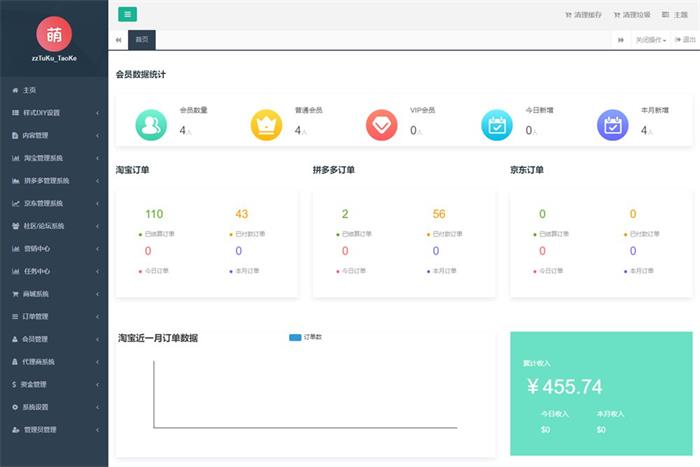 萌
zzTuKu_TaoKe
主页
样式DIY设置
内容管理
淘宝管理系统
拼多多管理系统
京东管理系统
社区/论坛系统
营销中心
任务中心
商城系统
订单管理
会员管理
代理商系统
资金管理
系统设置
管理员管理
清理缓存
清理垃圾
主题
首页
关闭操作
退出
会员数据统计
会员数量
4人
普通会员
4人
VIP会员
0人
今日新增
0人
本月新增
4人
淘宝订单
110
43
已结算订单
已付款订单
0
0
今日订单
本月订单
拼多多订单
2
56
已结算订单
已付款订单
0
0
今日订单
本月订单
京东订单
0
0
已结算订单
已付款订单
0
0
今日订单
本月订单
淘宝近一月订单数据
订单数
累计收入
￥455.74
今日收入
本月收入
$0
$0